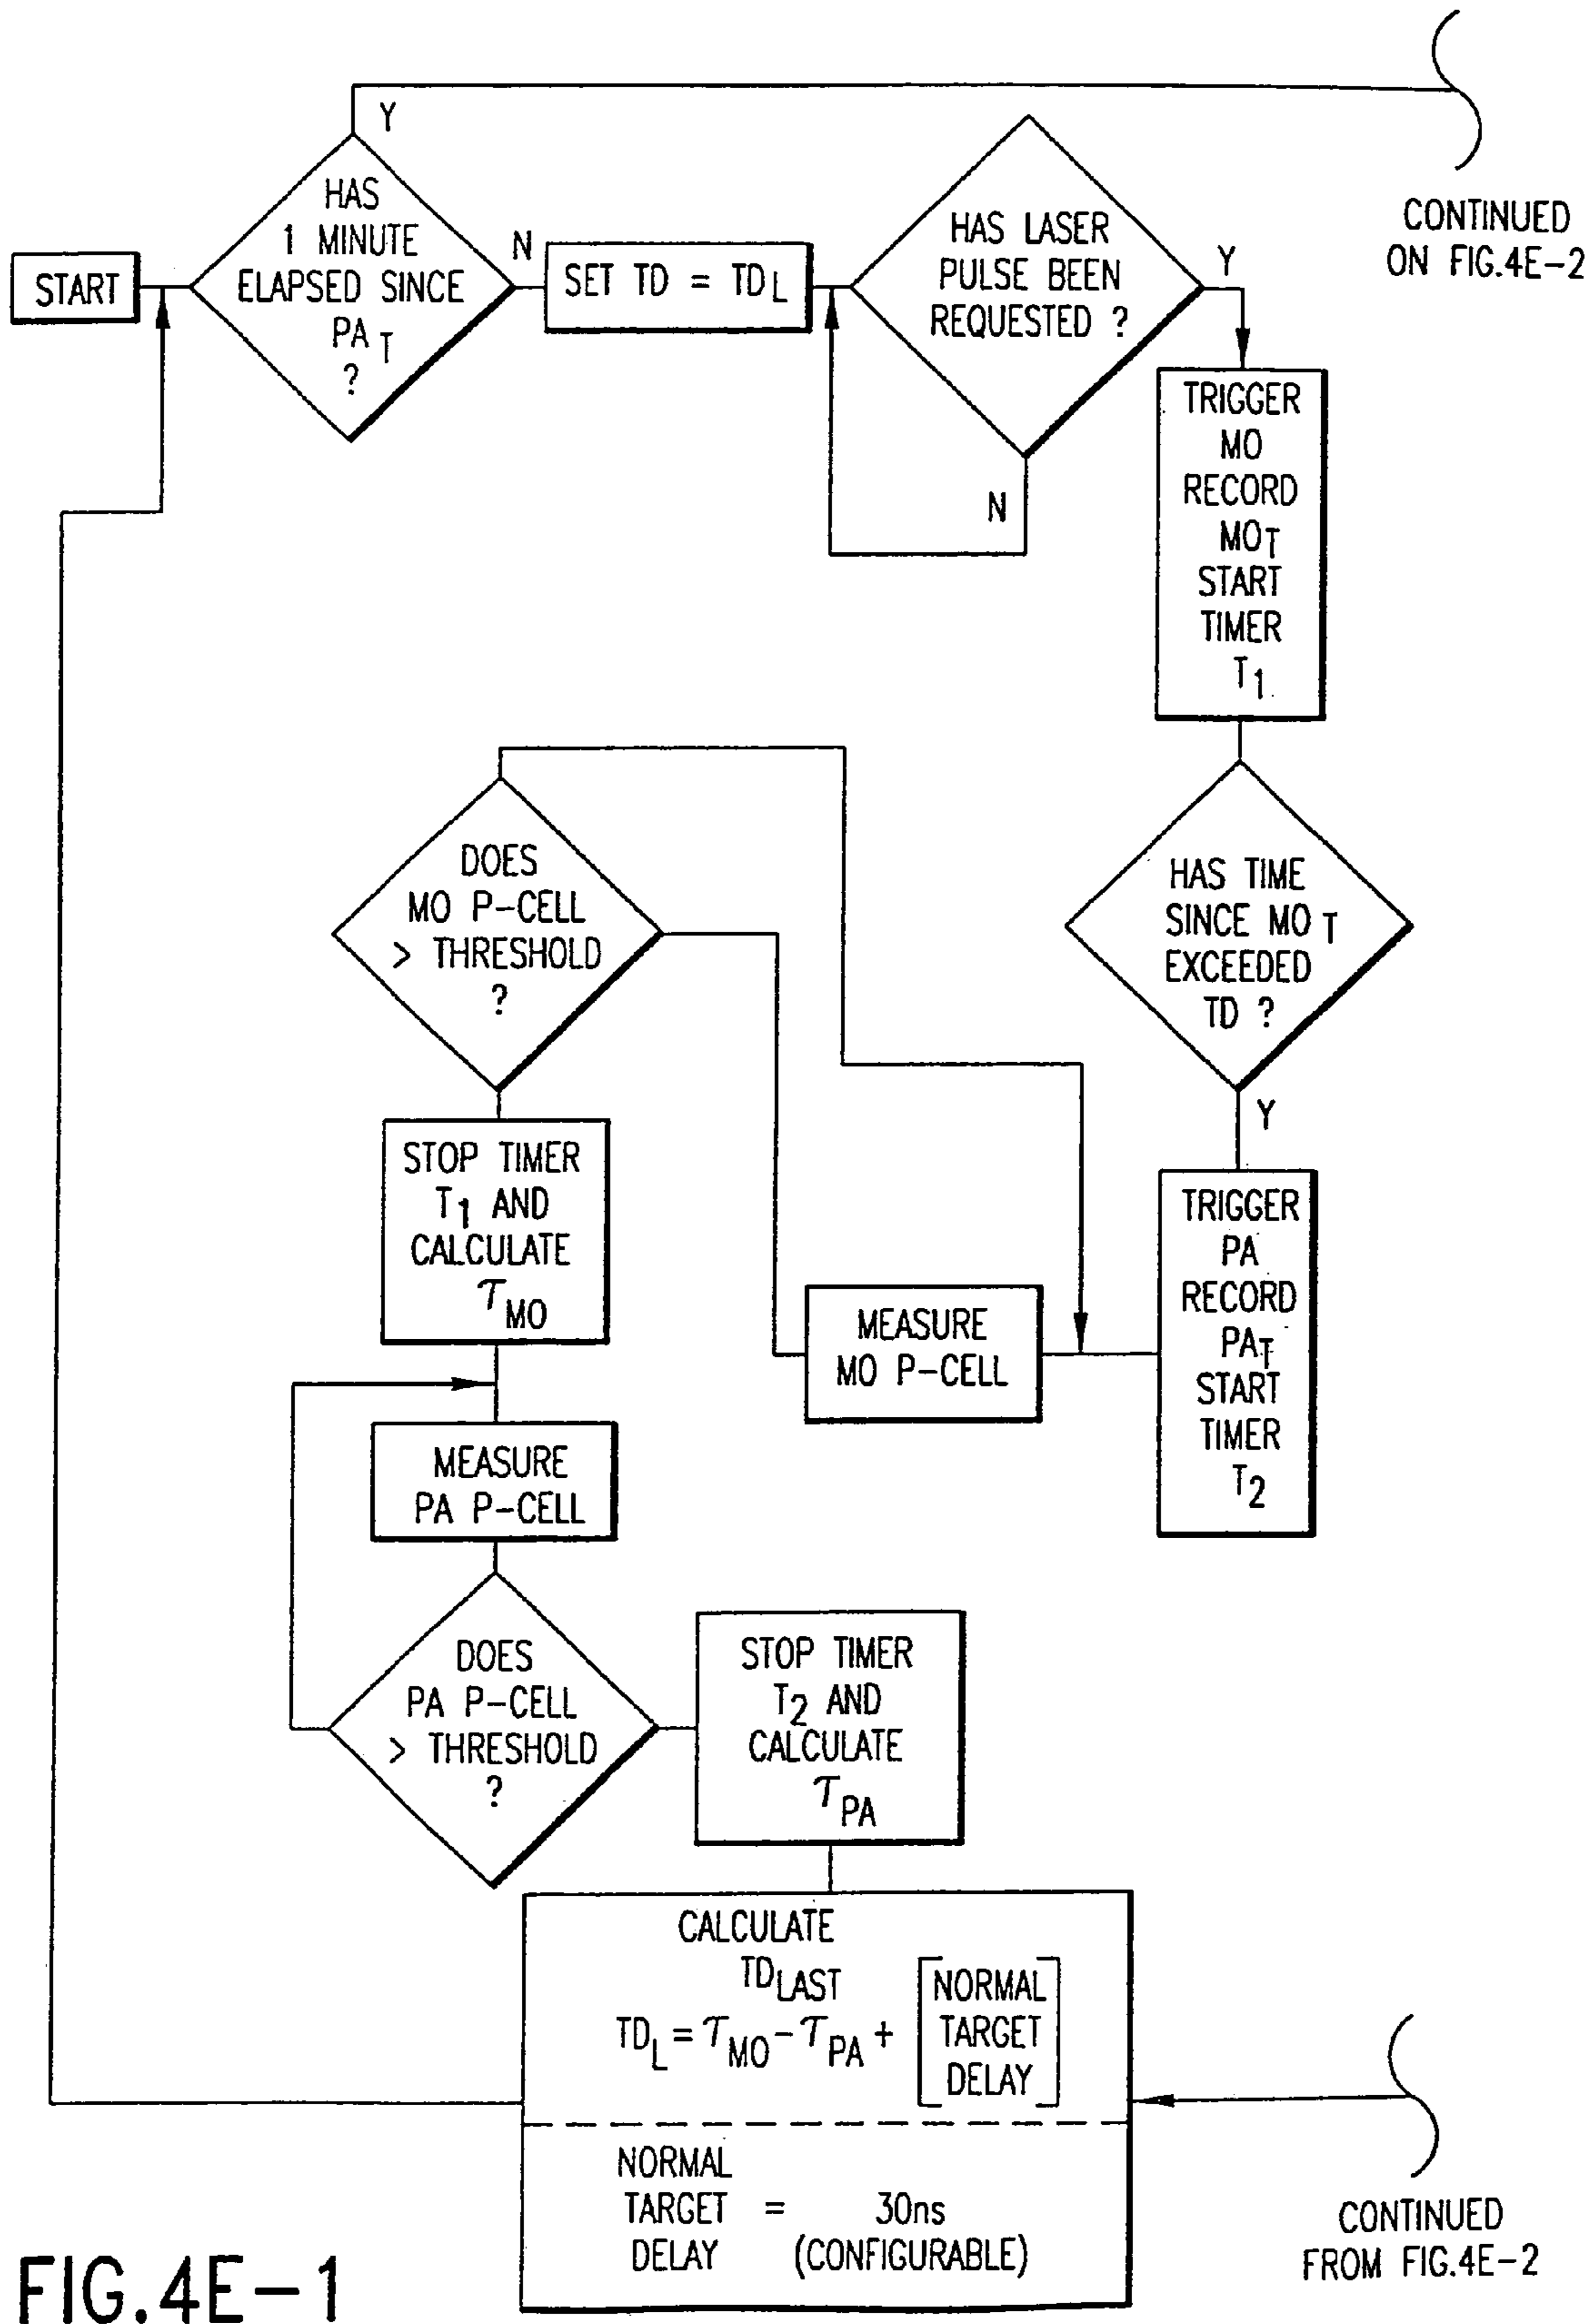 Y
CONTINUED
ON FIG.4E-2
START
HAS
1 MINUTE
ELAPSED SINCE
PA T
?
N
SET TD = TD L
HAS LASER
PULSE BEEN
REQUESTED ?
Y
N
TRIGGER
MO
RECORD
MO T
START
TIMER
T1
HAS TIME
SINCE MO T
EXCEEDED
TD ?
Y
TRIGGER
PA
RECORD
PA T
START
TIMER
T2
MEASURE
MO P-CELL
DOES
MO P-CELL
> THRESHOLD
?
STOP TIMER
T1 AND
CALCULATE
τMO
MEASURE
PA P-CELL
DOES
PA P-CELL
> THRESHOLD
?
STOP TIMER
T2 AND
CALCULATE
τPA
CALCULATE
TD LAST
TD L = τMO - τPA + [NORMAL
TARGET
DELAY]
NORMAL
TARGET = 30ns
DELAY (CONFIGURABLE)
CONTINUED
FROM FIG.4E-2
FIG.4E-1